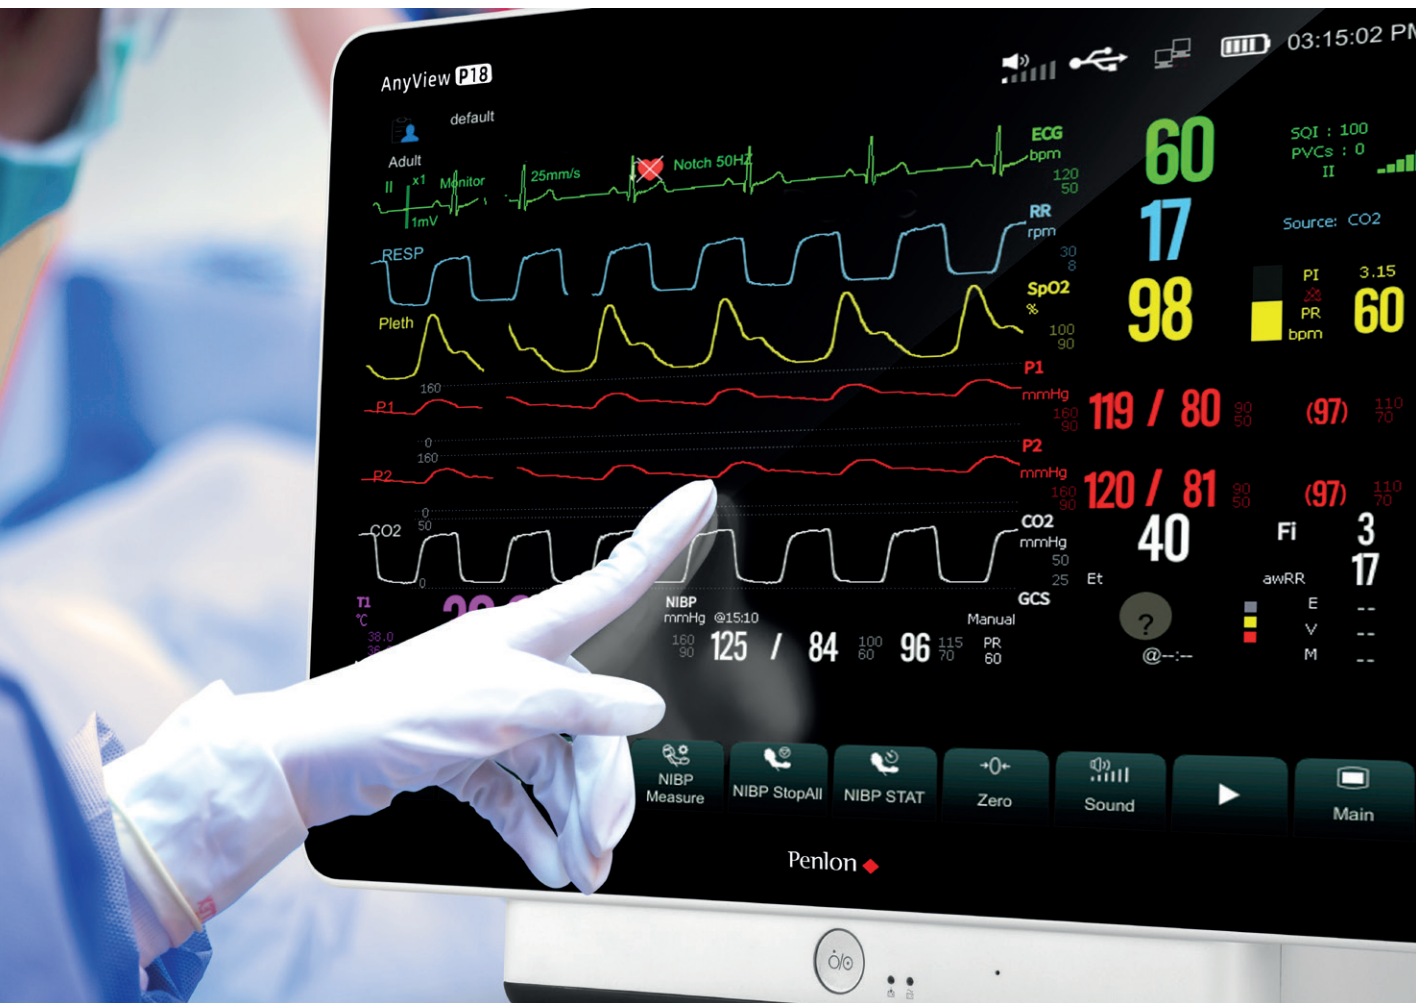 AnyView P18
03:15:02 PM
default
Adult
II x1 Monitor
1mV
25mm/s
Notch 50HZ
ECG
bpm
120
50
60
SQI : 100
PVCs : 0
II
RESP
RR
rpm
30
8
17
Source: CO2
Pleth
SpO2
%
100
90
98
PI 3.15
PR
bpm
60
160
P1
0
P1
mmHg
160
90
119 / 80
90
50
(97)
110
70
160
P2
0
P2
mmHg
160
90
120 / 81
90
50
(97)
110
70
50
CO2
0
CO2
mmHg
50
25
40
Et
Fi 3
awRR 17
T1
°C
38.0
NIBP
mmHg @15:10
160
90
125 / 84
100
60
96
115
70
Manual
PR
60
GCS
?
@--:--
E --
V --
M --
NIBP
Measure
NIBP StopAll
NIBP STAT
Zero
Sound
Main
Penlon